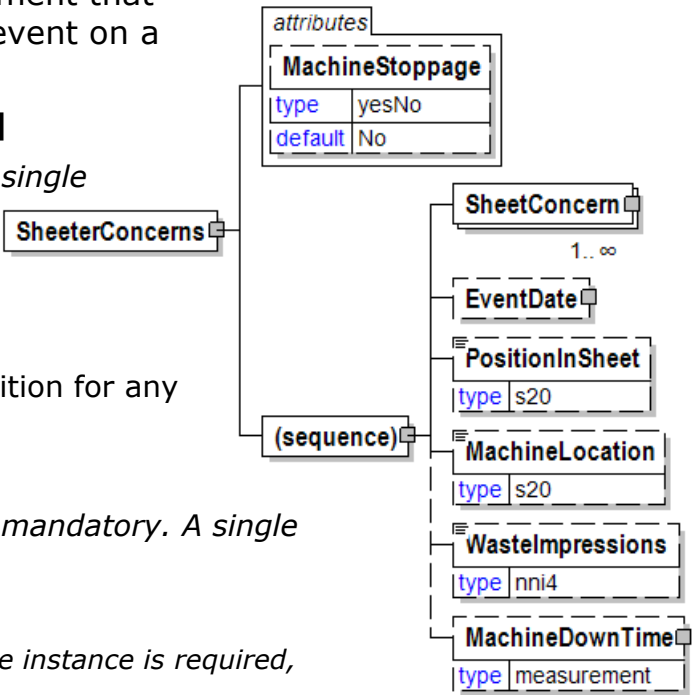 ment that
event on a
single
ition for any
mandatory. A single
e instance is required,
attributes
MachineStoppage
type yesNo
default No
SheeterConcerns
(sequence)
SheetConcern
1.. ∞
EventDate
PositionInSheet
type s20
MachineLocation
type s20
WasteImpressions
type nni4
MachineDownTime
type measurement